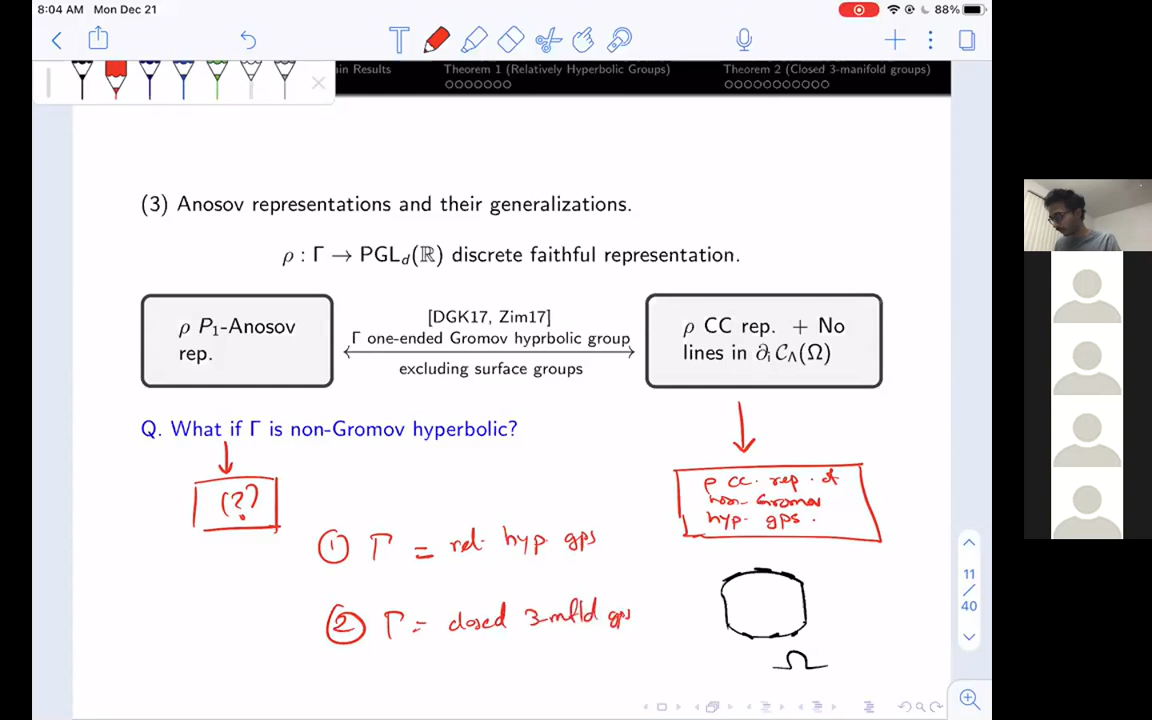 8:04 AM Mon Dec 21
88%
ain Results
Theorem 1 (Relatively Hyperbolic Groups)
Theorem 2 (Closed 3-manifold groups)
(3) Anosov representations and their generalizations.
ρ : Γ → PGL_d(ℝ) discrete faithful representation.
ρ P₁-Anosov
rep.
[DGK17, Zim17]
Γ one-ended Gromov hyprbolic group
excluding surface groups
ρ CC rep. + No
lines in ∂ᵢ C_Λ(Ω)
Q. What if Γ is non-Gromov hyperbolic?
(?)
ρ CC. rep. of
non-Gromov
hyp. gps.
① Γ = rel. hyp gps
② Γ = closed 3-mfld gps
Ω
11
/
40